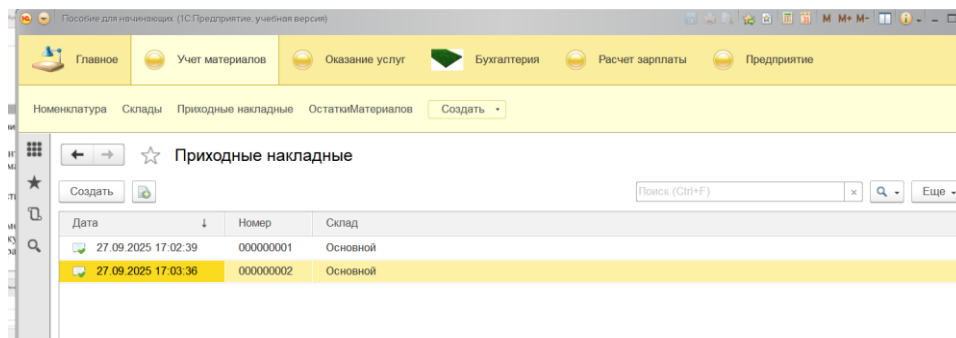 Пособие для начинающих (1С:Предприятие, учебная версия) M M+ M-
Главное Учет материалов Оказание услуг Бухгалтерия Расчет зарплаты Предприятие
Номенклатура Склады Приходные накладные ОстаткиМатериалов Создать
Приходные накладные
Создать Поиск (Ctrl+F) × Еще
Дата ↓ Номер Склад
27.09.2025 17:02:39 000000001 Основной
27.09.2025 17:03:36 000000002 Основной